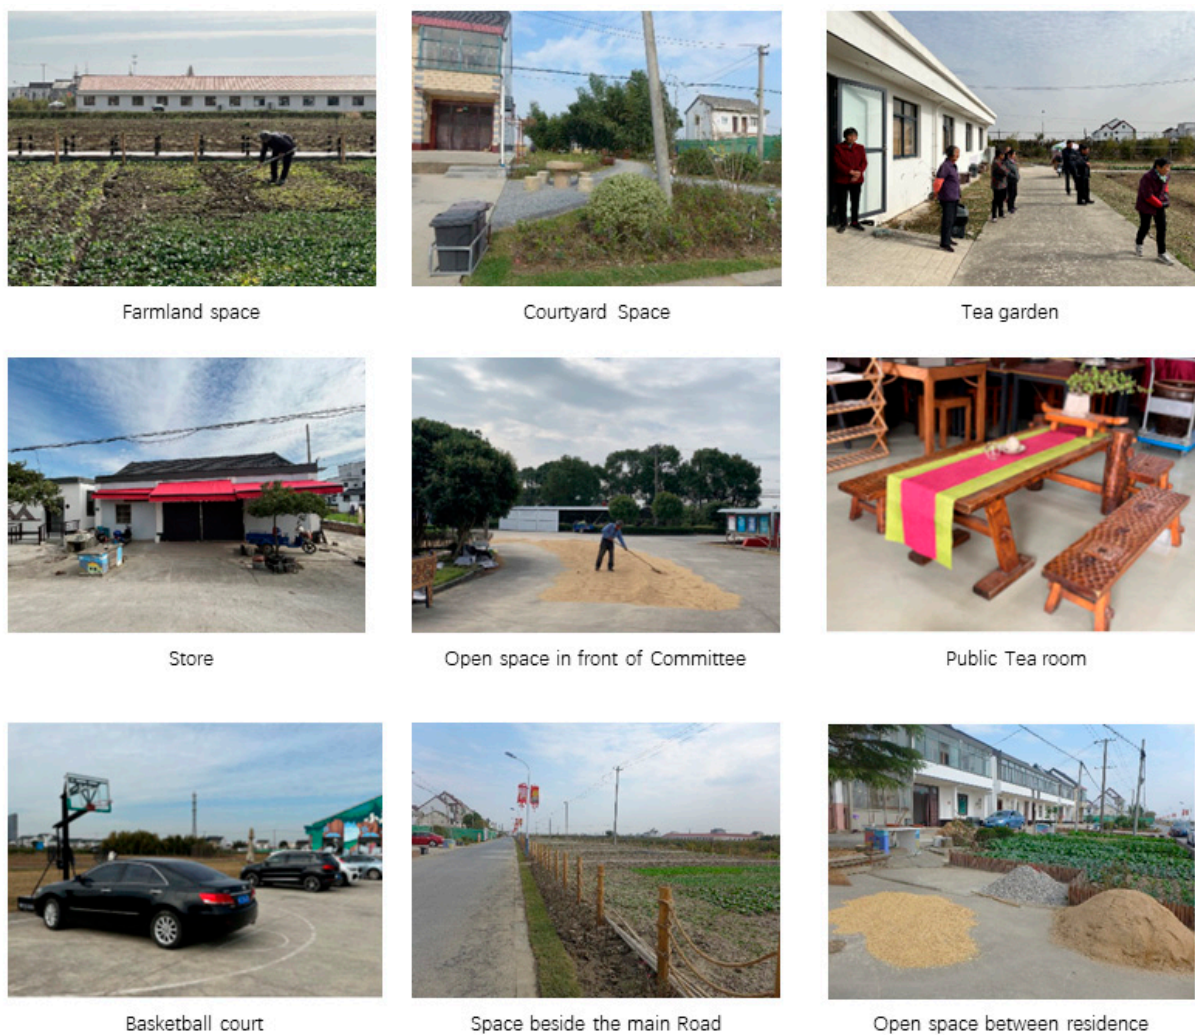 Farmland space
Courtyard Space
Tea garden
Store
Open space in front of Committee
Public Tea room
Basketball court
Space beside the main Road
Open space between residence